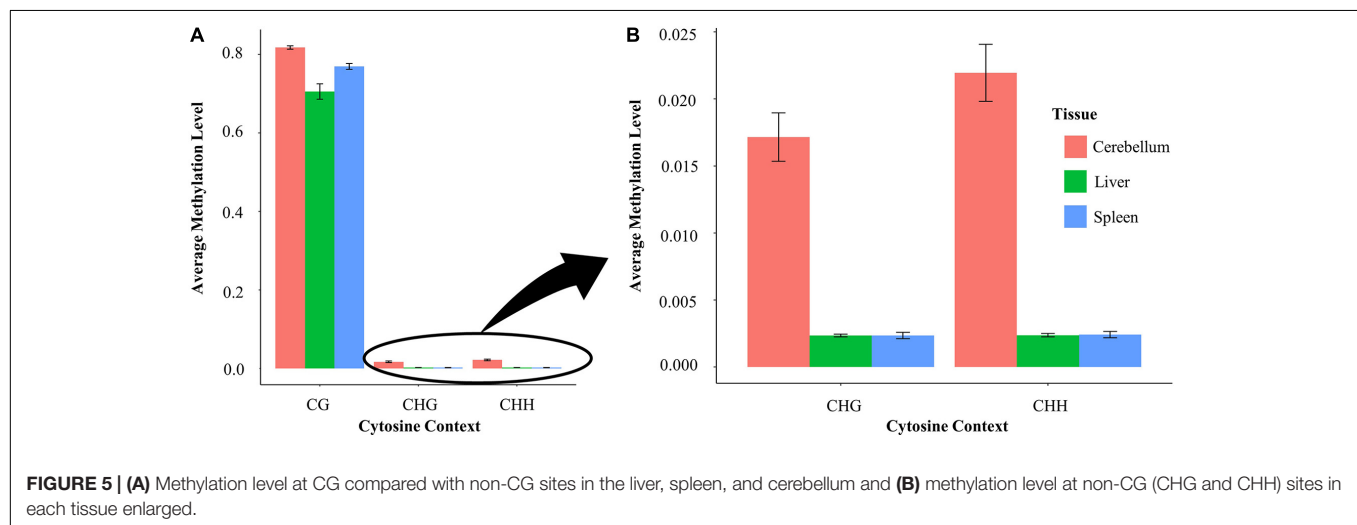 A
Average Methylation Level
0.8
0.6
0.4
0.2
0.0
CG
CHG
CHH
Cytosine Context
B
Average Methylation Level
0.025
0.020
0.015
0.010
0.005
0.000
CHG
CHH
Cytosine Context
Tissue
Cerebellum
Liver
Spleen
FIGURE 5 | (A) Methylation level at CG compared with non-CG sites in the liver, spleen, and cerebellum and (B) methylation level at non-CG (CHG and CHH) sites in
each tissue enlarged.